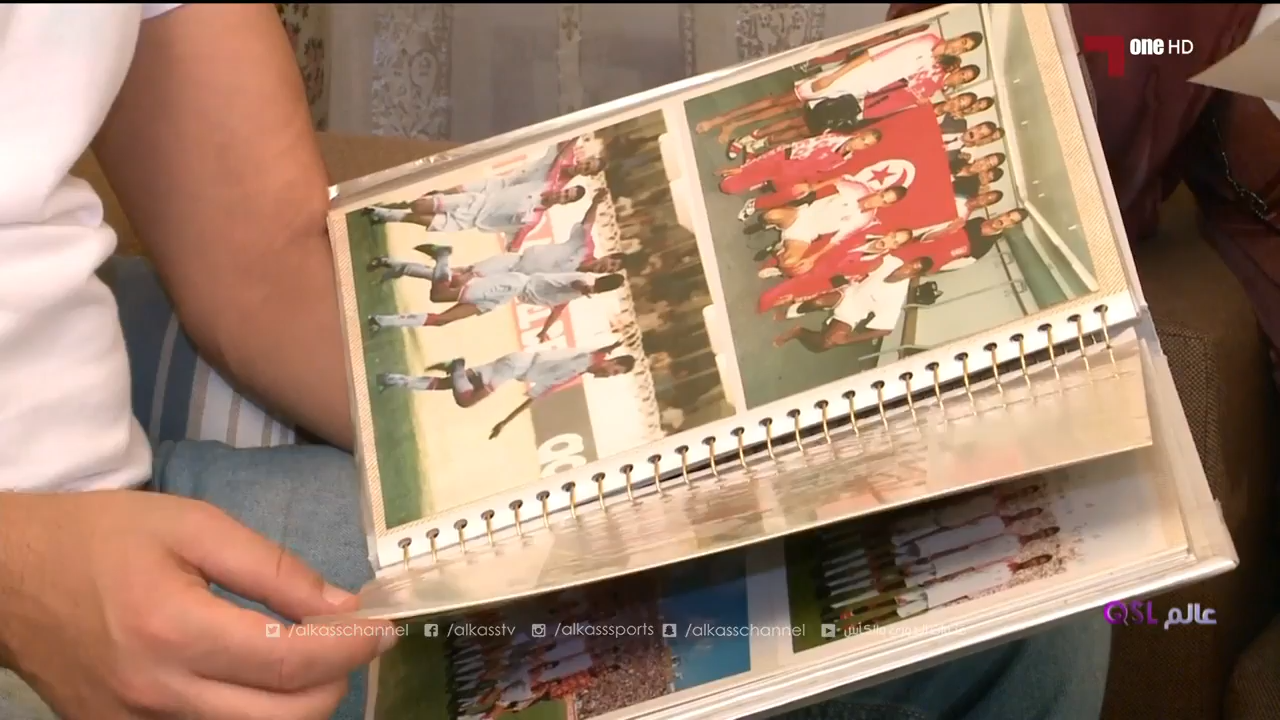 one HD
/alkasschannel /alkasstv /alkasssports /alkasschannel
QSL عالم